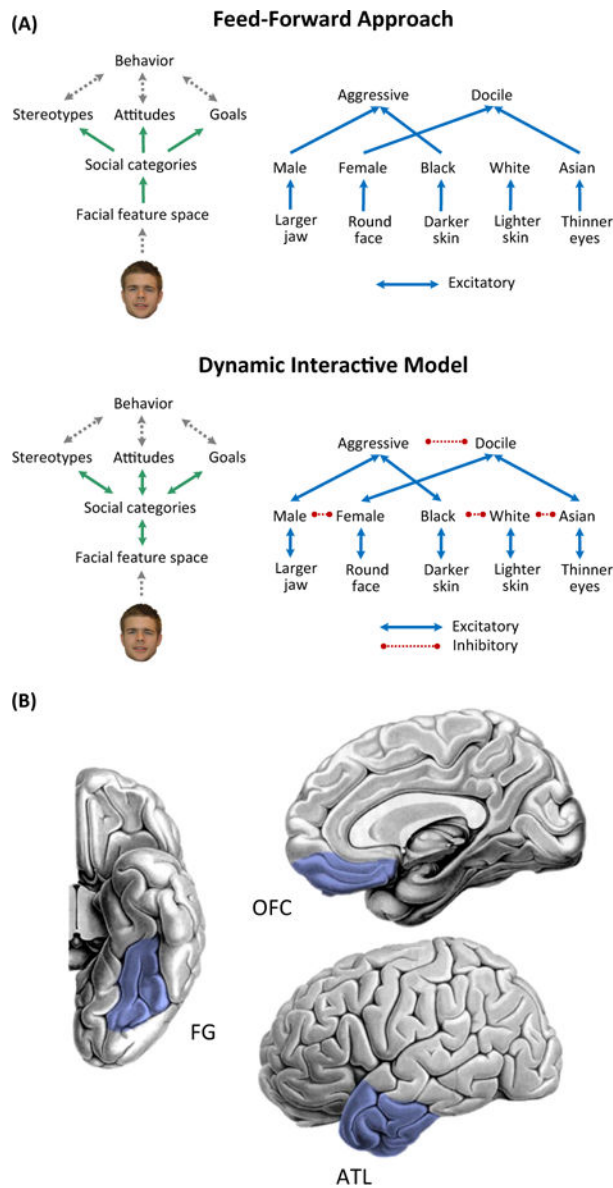 (A)
Feed-Forward Approach
Behavior
Stereotypes Attitudes Goals
Social categories
Facial feature space
Aggressive Docile
Male Female Black White Asian
Larger jaw Round face Darker skin Lighter skin Thinner eyes
Excitatory
Dynamic Interactive Model
Behavior
Stereotypes Attitudes Goals
Social categories
Facial feature space
Aggressive Docile
Male Female Black White Asian
Larger jaw Round face Darker skin Lighter skin Thinner eyes
Excitatory
Inhibitory
(B)
OFC
FG
ATL